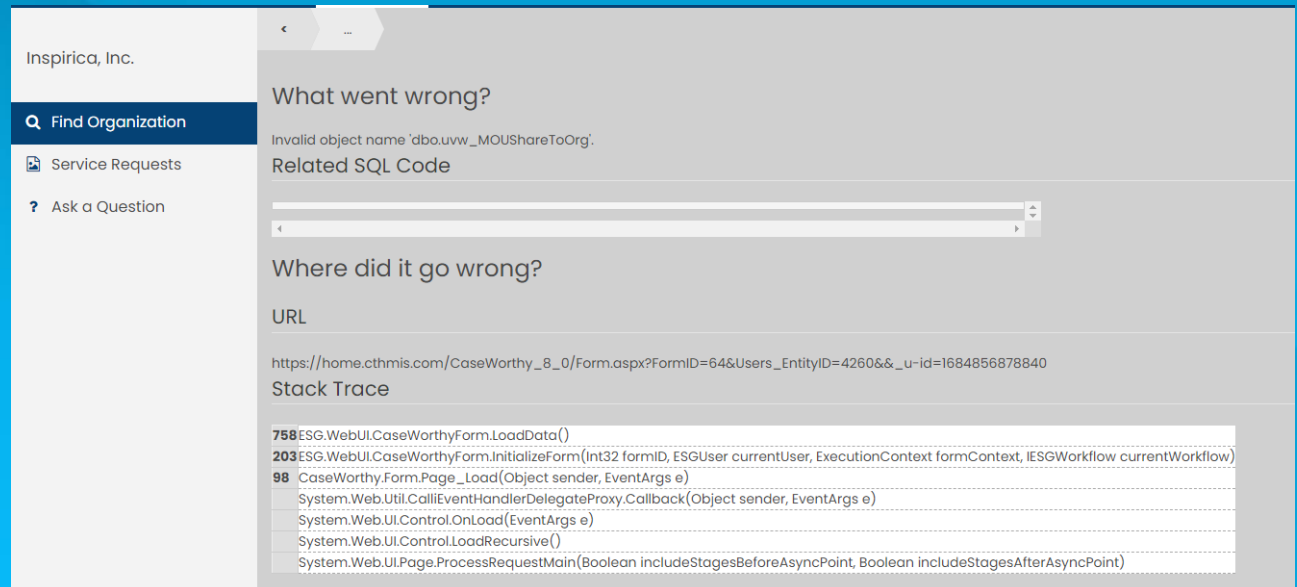 Inspirica, Inc.
Find Organization
Service Requests
? Ask a Question
< ...
What went wrong?
Invalid object name 'dbo.uvw_MOUShareToOrg'.
Related SQL Code
Where did it go wrong?
URL
https://home.cthmis.com/CaseWorthy_8_0/Form.aspx?FormID=64&Users_EntityID=4260&&_u-id=1684856878840
Stack Trace
758 ESG.WebUI.CaseWorthyForm.LoadData()
203 ESG.WebUI.CaseWorthyForm.InitializeForm(Int32 formID, ESGUser currentUser, ExecutionContext formContext, IESGWorkflow currentWorkflow)
98 CaseWorthy.Form.Page_Load(Object sender, EventArgs e)
System.Web.Util.CalliEventHandlerDelegateProxy.Callback(Object sender, EventArgs e)
System.Web.UI.Control.OnLoad(EventArgs e)
System.Web.UI.Control.LoadRecursive()
System.Web.UI.Page.ProcessRequestMain(Boolean includeStagesBeforeAsyncPoint, Boolean includeStagesAfterAsyncPoint)